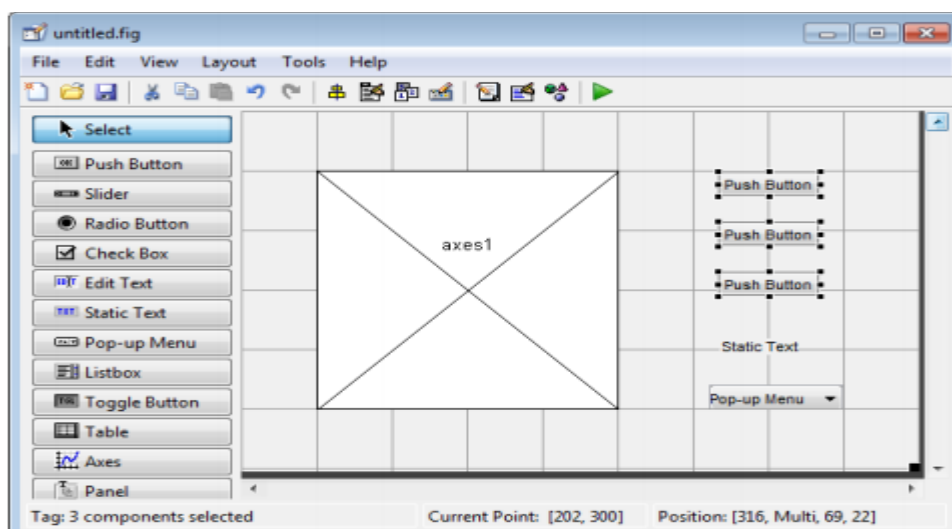 untitled.fig
File Edit View Layout Tools Help
Select
Push Button
Slider
Radio Button
Check Box
Edit Text
Static Text
Pop-up Menu
Listbox
Toggle Button
Table
Axes
Panel
axes1
Push Button
Push Button
Push Button
Static Text
Pop-up Menu
Tag: 3 components selected Current Point: [202, 300] Position: [316, Multi, 69, 22]